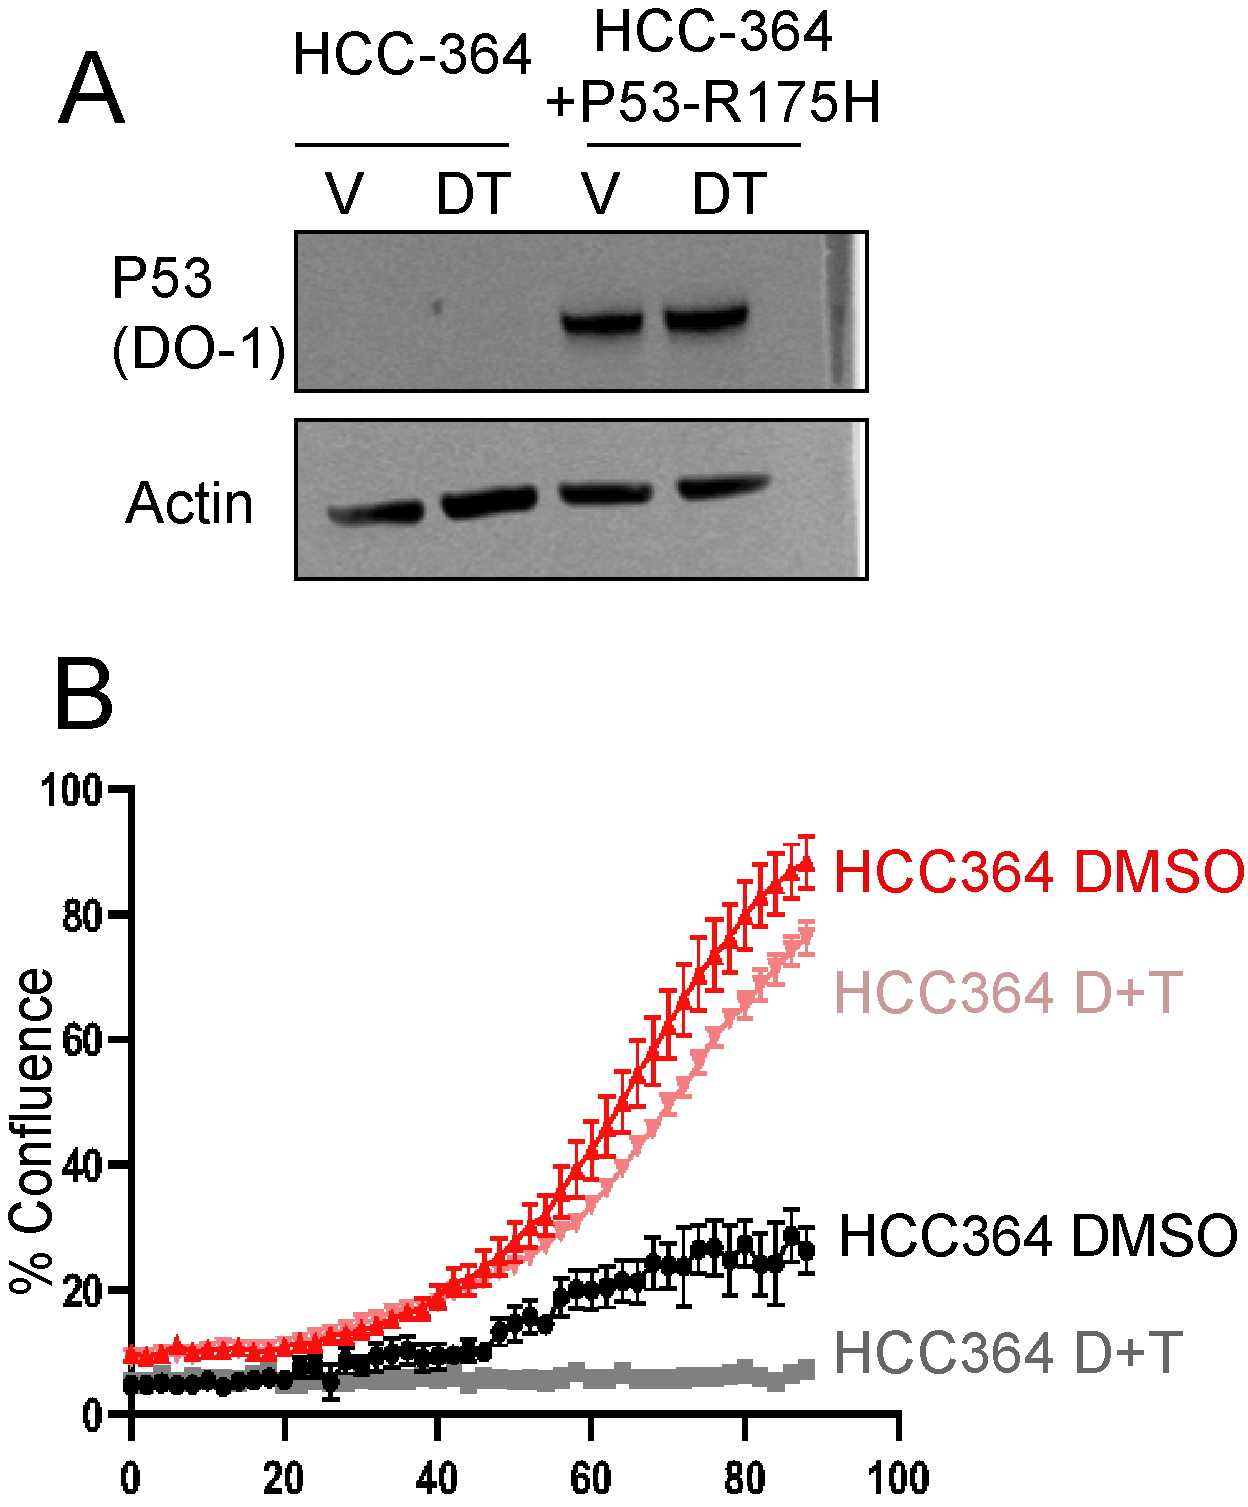 A
HCC-364
HCC-364
+P53-R175H
V DT V DT
P53
(DO-1)
Actin
B
% Confluence
100
80
60
40
20
0
0 20 40 60 80 100
HCC364 DMSO
HCC364 D+T
HCC364 DMSO
HCC364 D+T